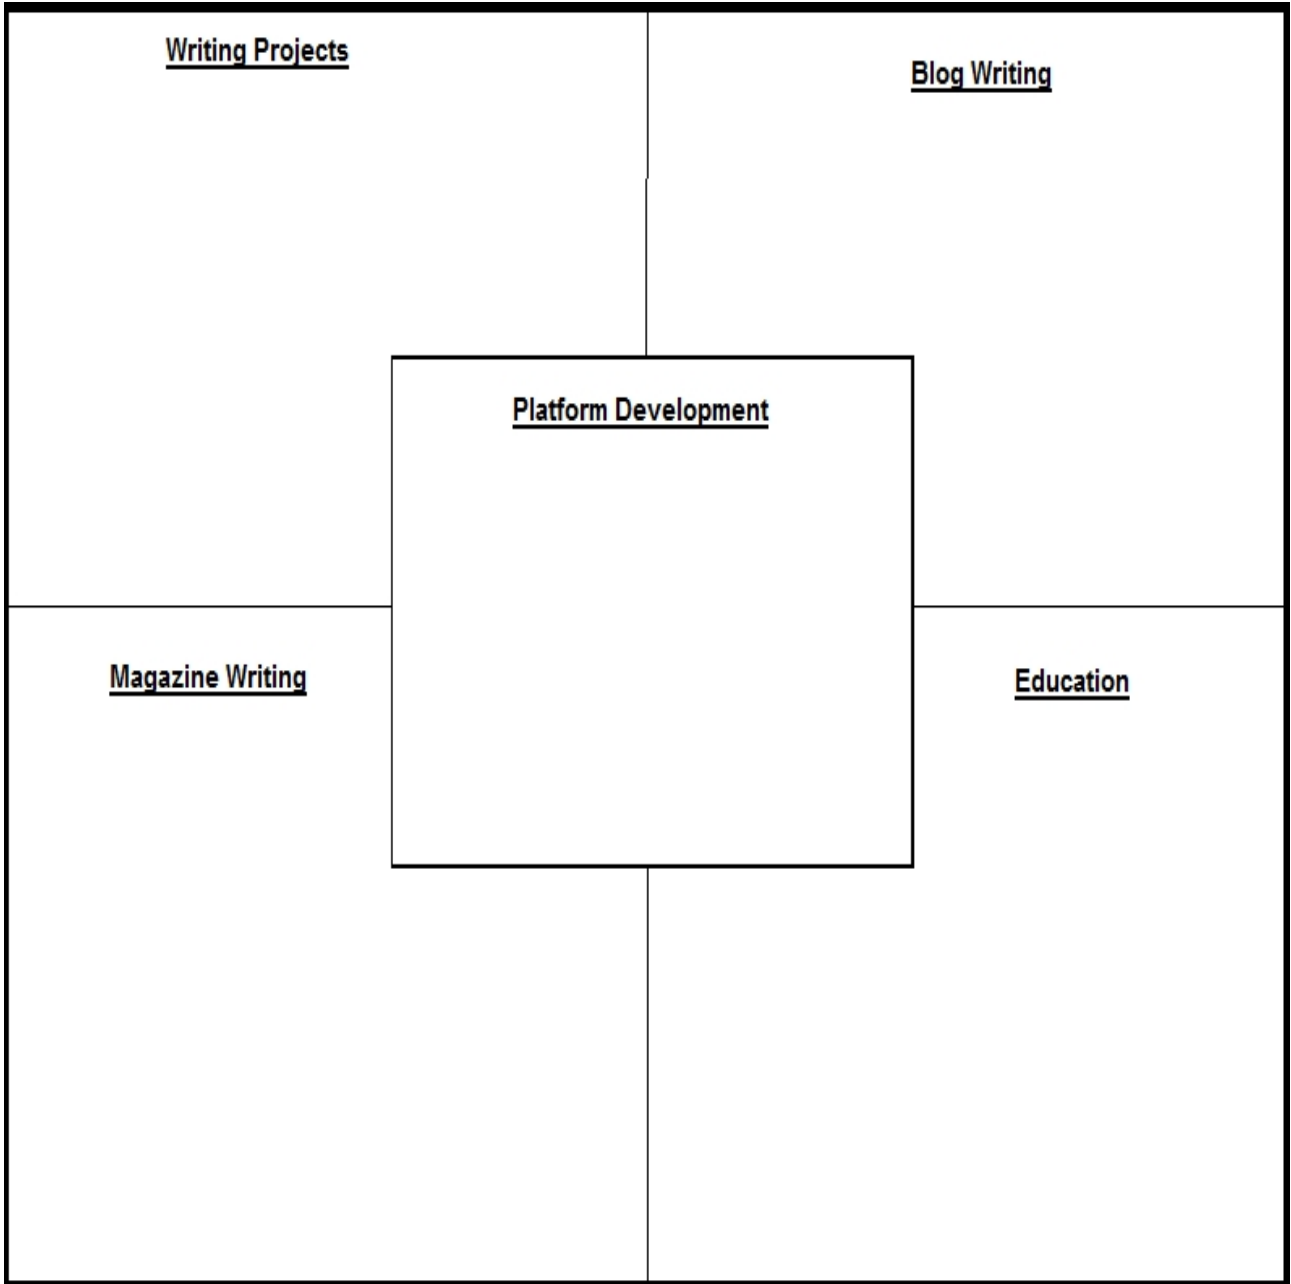 Writing Projects
Blog Writing
Platform Development
Magazine Writing
Education